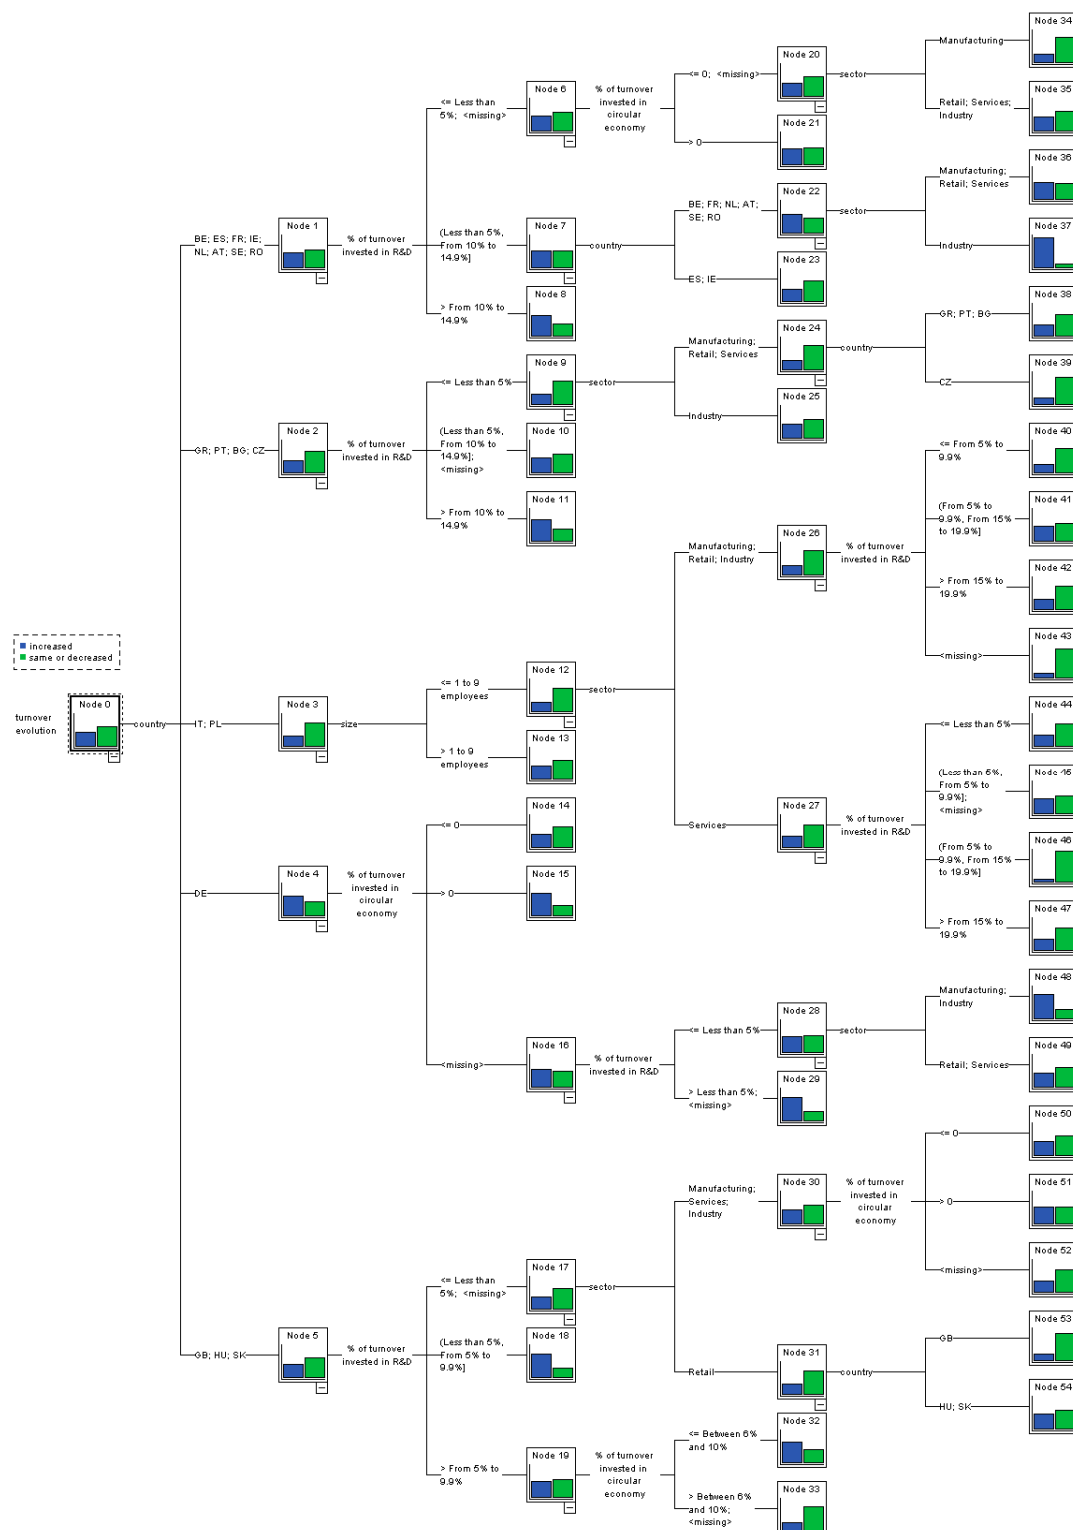 increased
same or decreased
turnover
evolution
Node 0
country
BE; ES; FR; IE;
NL; AT; SE; RO
GR; PT; BG; CZ
IT; PL
DE
GB; HU; SK
Node 1
% of turnover
invested in R&D
Node 2
% of turnover
invested in R&D
Node 3
size
Node 4
% of turnover
invested in
circular
economy
Node 5
% of turnover
invested in R&D
<= Less than
5%; <missing>
Node 6
% of turnover
invested in
circular
economy
(Less than 5%,
From 10% to
14.9%]
Node 7
country
> From 10% to
14.9%
Node 8
<= Less than 5%
Node 9
sector
(Less than 5%,
From 10% to
14.9%];
<missing>
Node 10
> From 10% to
14.9%
Node 11
<= 1 to 9
employees
Node 12
sector
> 1 to 9
employees
Node 13
<= 0
Node 14
> 0
Node 15
<missing>
Node 16
% of turnover
invested in R&D
<= Less than
5%; <missing>
Node 17
sector
(Less than 5%,
From 5% to
9.9%]
Node 18
> From 5% to
9.9%
Node 19
% of turnover
invested in
circular
economy
<= 0; <missing>
Node 20
sector
> 0
Node 21
BE; FR; NL; AT;
SE; RO
Node 22
sector
ES; IE
Node 23
Manufacturing;
Retail; Services
Node 24
country
Industry
Node 25
Manufacturing;
Retail; Industry
Node 26
% of turnover
invested in R&D
Services
Node 27
% of turnover
invested in R&D
<= Less than 5%
Node 28
sector
> Less than 5%;
<missing>
Node 29
Manufacturing;
Services;
Industry
Node 30
% of turnover
invested in
circular
economy
Retail
Node 31
country
<= Between 6%
and 10%
Node 32
> Between 6%
and 10%;
<missing>
Node 33
Manufacturing
Node 34
Retail; Services;
Industry
Node 35
Manufacturing;
Retail; Services
Node 36
Industry
Node 37
GR; PT; BG
Node 38
CZ
Node 39
<= From 5% to
9.9%
Node 40
(From 5% to
9.9%, From 15%
to 19.9%]
Node 41
> From 15% to
19.9%
Node 42
<missing>
Node 43
<= Less than 5%
Node 44
(Less than 5%,
From 5% to
9.9%];
<missing>
Node 45
(From 5% to
9.9%, From 15%
to 19.9%]
Node 46
> From 15% to
19.9%
Node 47
Manufacturing;
Industry
Node 48
Retail; Services
Node 49
<= 0
Node 50
> 0
Node 51
<missing>
Node 52
GB
Node 53
HU; SK
Node 54